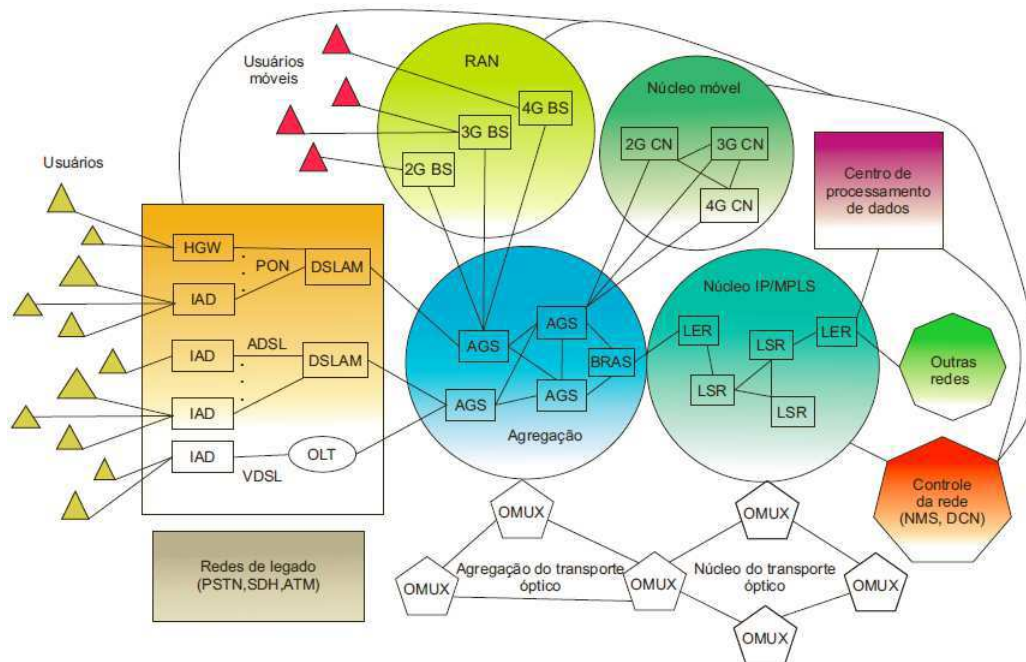 Usuários
móveis
RAN
4G BS
3G BS
2G BS
Núcleo móvel
2G CN
3G CN
4G CN
Centro de
processamento
de dados
Usuários
HGW
PON
DSLAM
IAD
IAD
ADSL
DSLAM
IAD
IAD
VDSL
OLT
AGS
AGS
AGS
AGS
BRAS
Agregação
Núcleo IP/MPLS
LER
LSR
LER
LSR
LSR
Outras
redes
Controle
da rede
(NMS, DCN)
Redes de legado
(PSTN,SDH,ATM)
OMUX
OMUX
Agregação do transporte
óptico
OMUX
OMUX
Núcleo do transporte
óptico
OMUX
OMUX